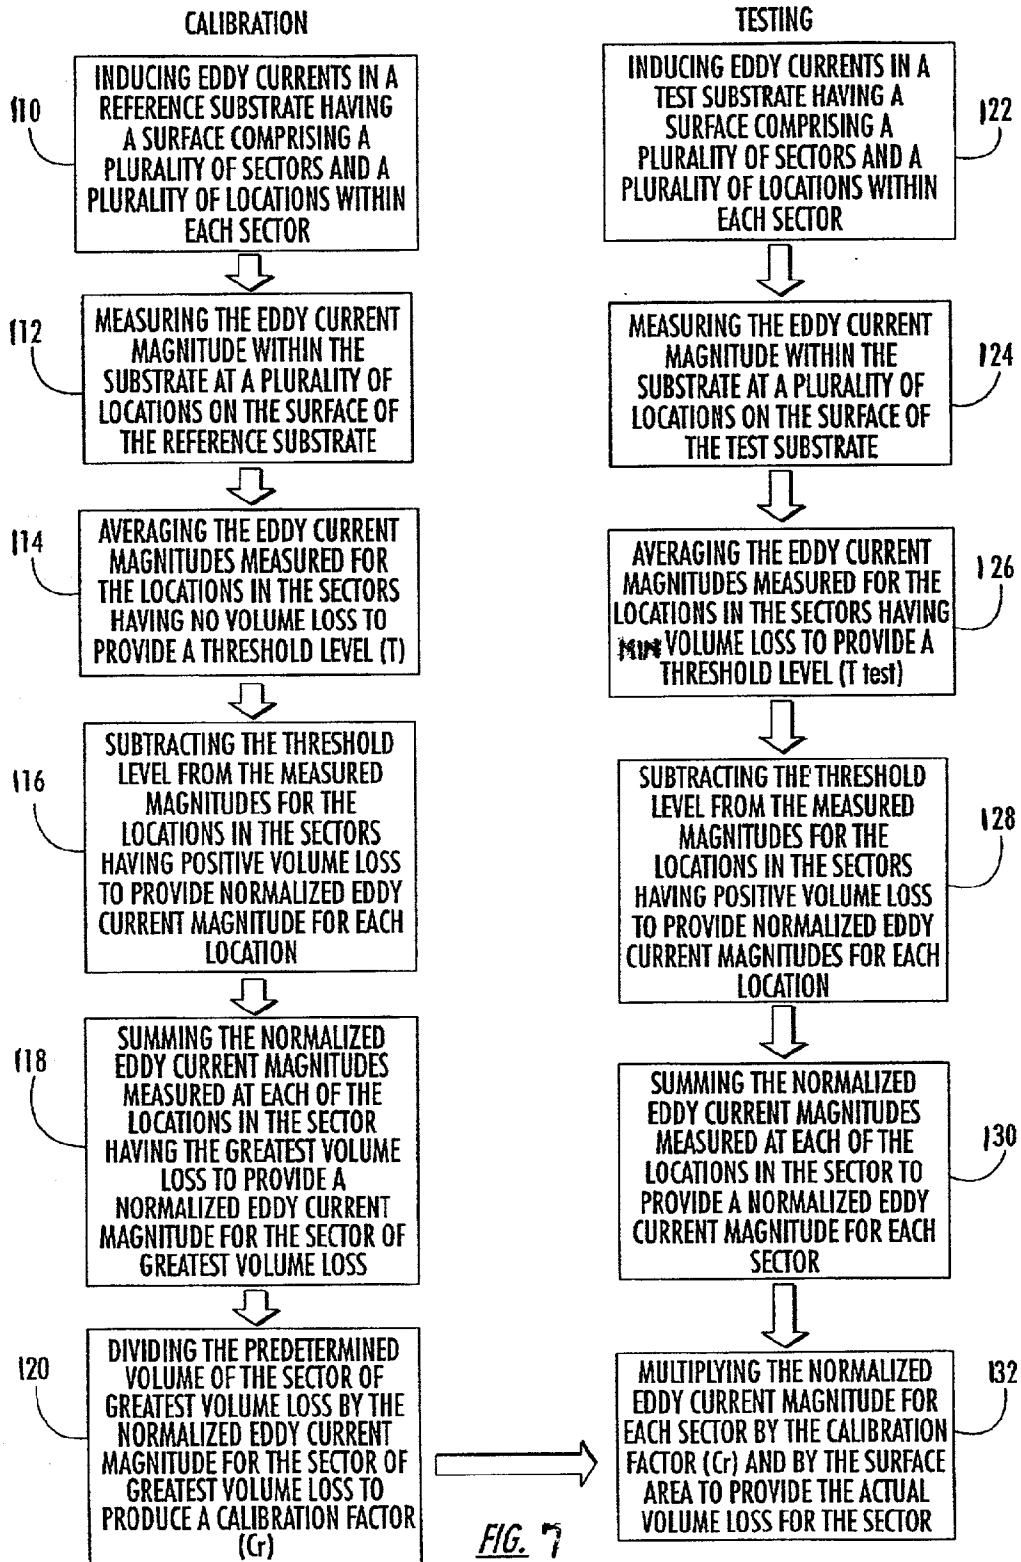 CALIBRATION
110
INDUCING EDDY CURRENTS IN A
REFERENCE SUBSTRATE HAVING
A SURFACE COMPRISING A
PLURALITY OF SECTORS AND A
PLURALITY OF LOCATIONS WITHIN
EACH SECTOR
112
MEASURING THE EDDY CURRENT
MAGNITUDE WITHIN THE
SUBSTRATE AT A PLURALITY OF
LOCATIONS ON THE SURFACE OF
THE REFERENCE SUBSTRATE
114
AVERAGING THE EDDY CURRENT
MAGNITUDES MEASURED FOR
THE LOCATIONS IN THE SECTORS
HAVING NO VOLUME LOSS TO
PROVIDE A THRESHOLD LEVEL (T)
116
SUBTRACTING THE THRESHOLD
LEVEL FROM THE MEASURED
MAGNITUDES FOR THE
LOCATIONS IN THE SECTORS
HAVING POSITIVE VOLUME LOSS
TO PROVIDE NORMALIZED EDDY
CURRENT MAGNITUDE FOR EACH
LOCATION
118
SUMMING THE NORMALIZED
EDDY CURRENT MAGNITUDES
MEASURED AT EACH OF THE
LOCATIONS IN THE SECTOR
HAVING THE GREATEST VOLUME
LOSS TO PROVIDE A
NORMALIZED EDDY CURRENT
MAGNITUDE FOR THE SECTOR OF
GREATEST VOLUME LOSS
120
DIVIDING THE PREDETERMINED
VOLUME OF THE SECTOR OF
GREATEST VOLUME LOSS BY THE
NORMALIZED EDDY CURRENT
MAGNITUDE FOR THE SECTOR OF
GREATEST VOLUME LOSS TO
PRODUCE A CALIBRATION FACTOR
(Cr)
TESTING
122
INDUCING EDDY CURRENTS IN A
TEST SUBSTRATE HAVING A
SURFACE COMPRISING A
PLURALITY OF SECTORS AND A
PLURALITY OF LOCATIONS WITHIN
EACH SECTOR
124
MEASURING THE EDDY CURRENT
MAGNITUDE WITHIN THE
SUBSTRATE AT A PLURALITY OF
LOCATIONS ON THE SURFACE OF
THE TEST SUBSTRATE
126
AVERAGING THE EDDY CURRENT
MAGNITUDES MEASURED FOR THE
LOCATIONS IN THE SECTORS HAVING
MIN VOLUME LOSS TO PROVIDE A
THRESHOLD LEVEL (T test)
128
SUBTRACTING THE THRESHOLD
LEVEL FROM THE MEASURED
MAGNITUDES FOR THE
LOCATIONS IN THE SECTORS
HAVING POSITIVE VOLUME LOSS
TO PROVIDE NORMALIZED EDDY
CURRENT MAGNITUDES FOR EACH
LOCATION
130
SUMMING THE NORMALIZED
EDDY CURRENT MAGNITUDES
MEASURED AT EACH OF THE
LOCATIONS IN THE SECTOR TO
PROVIDE A NORMALIZED EDDY
CURRENT MAGNITUDE FOR EACH
SECTOR
132
MULTIPLYING THE NORMALIZED
EDDY CURRENT MAGNITUDE FOR
EACH SECTOR BY THE CALIBRATION
FACTOR (Cr) AND BY THE SURFACE
AREA TO PROVIDE THE ACTUAL
VOLUME LOSS FOR THE SECTOR
FIG. 7